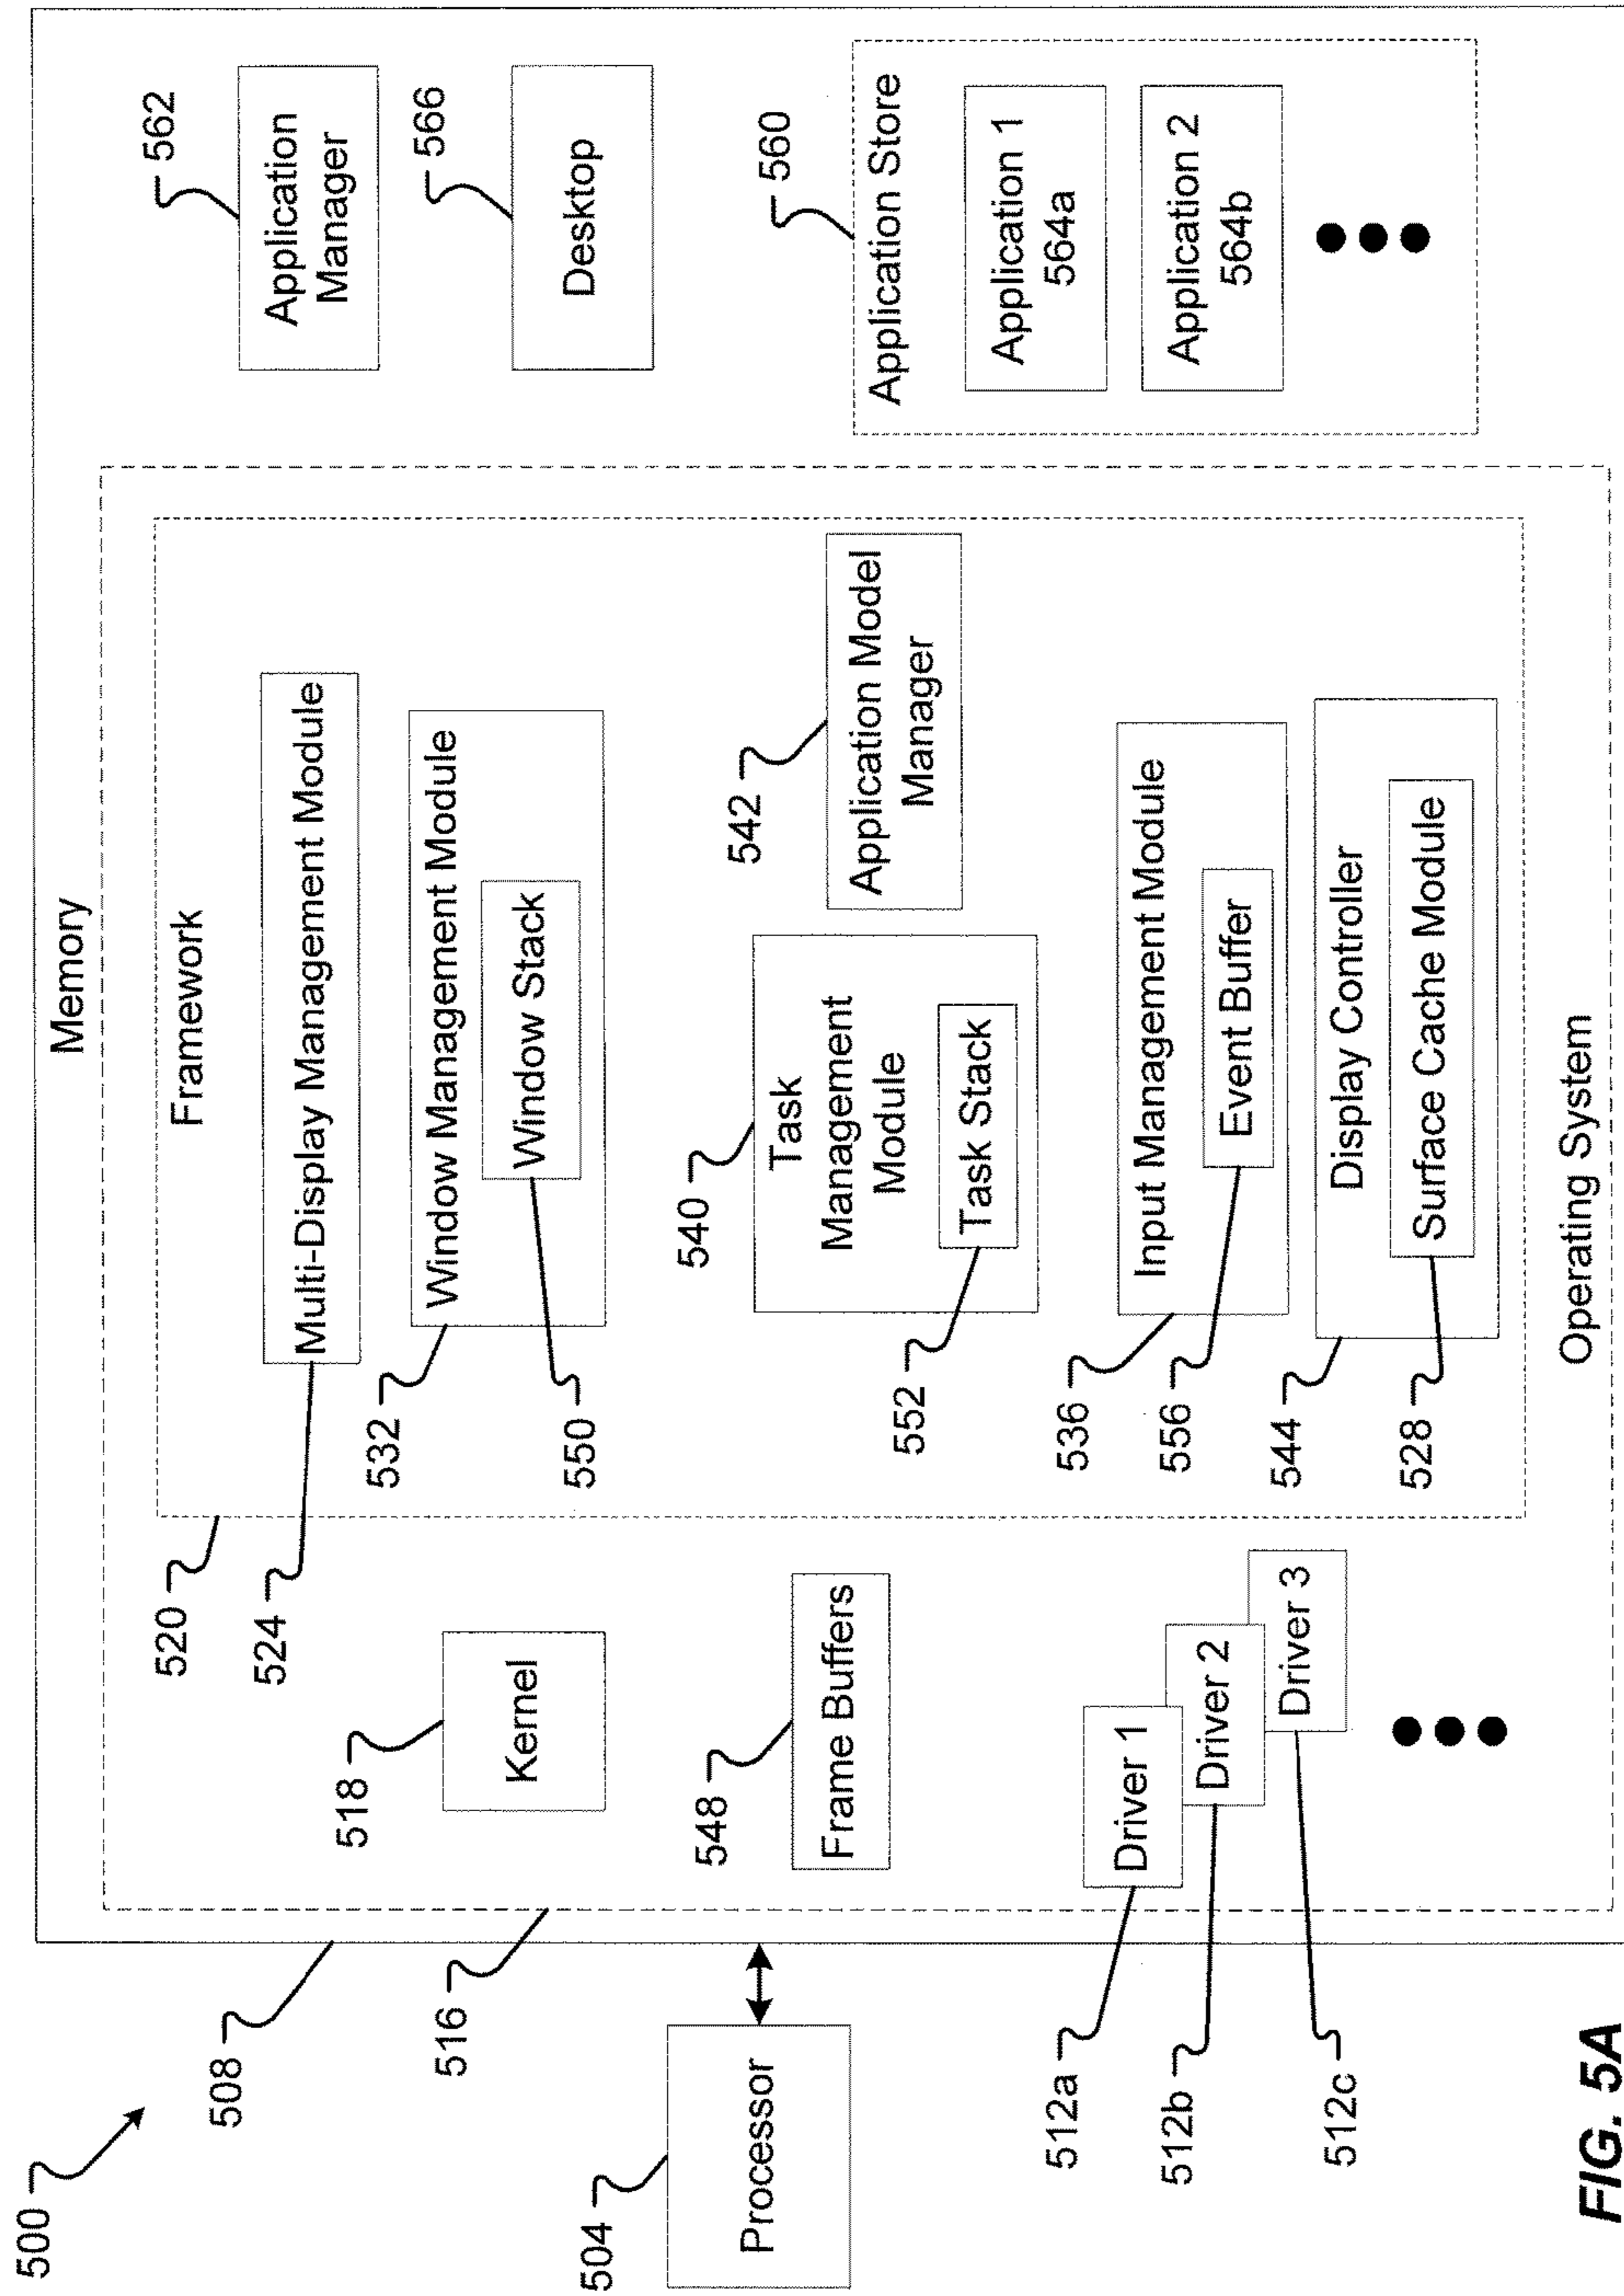 500
508
Memory
516
Operating System
504
Processor
520
Framework
524
Multi-Display Management Module
518
Kernel
532
Window Management Module
550
Window Stack
548
Frame Buffers
540
Task
Management
Module
552
Task Stack
542
Application Model
Manager
512a
Driver 1
512b
Driver 2
512c
Driver 3
536
Input Management Module
556
Event Buffer
544
Display Controller
528
Surface Cache Module
562
Application
Manager
566
Desktop
560
Application Store
Application 1
564a
Application 2
564b
FIG. 5A